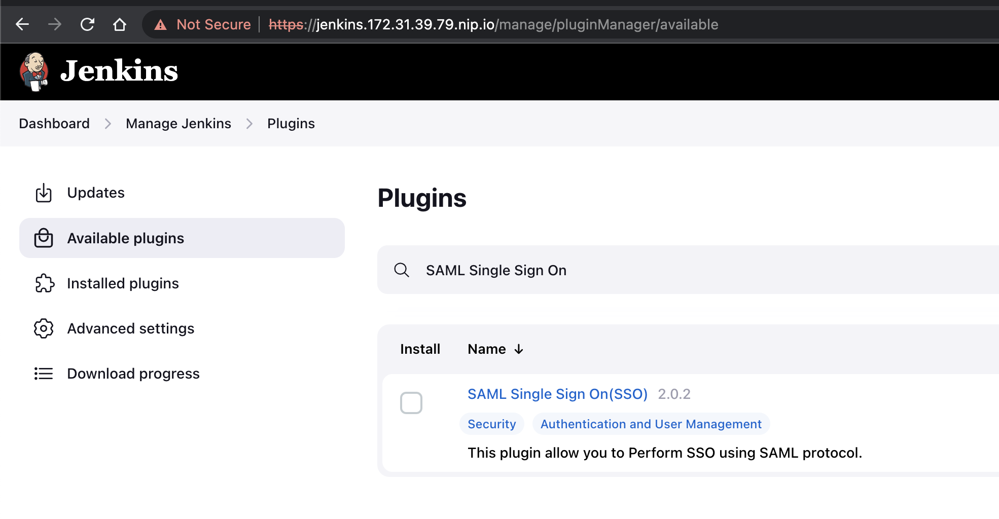 Not Secure https://jenkins.172.31.39.79.nip.io/manage/pluginManager/available
Jenkins
Dashboard Manage Jenkins Plugins
Updates
Available plugins
Installed plugins
Advanced settings
Download progress
Plugins
SAML Single Sign On
Install Name ↓
SAML Single Sign On(SSO) 2.0.2
Security Authentication and User Management
This plugin allow you to Perform SSO using SAML protocol.